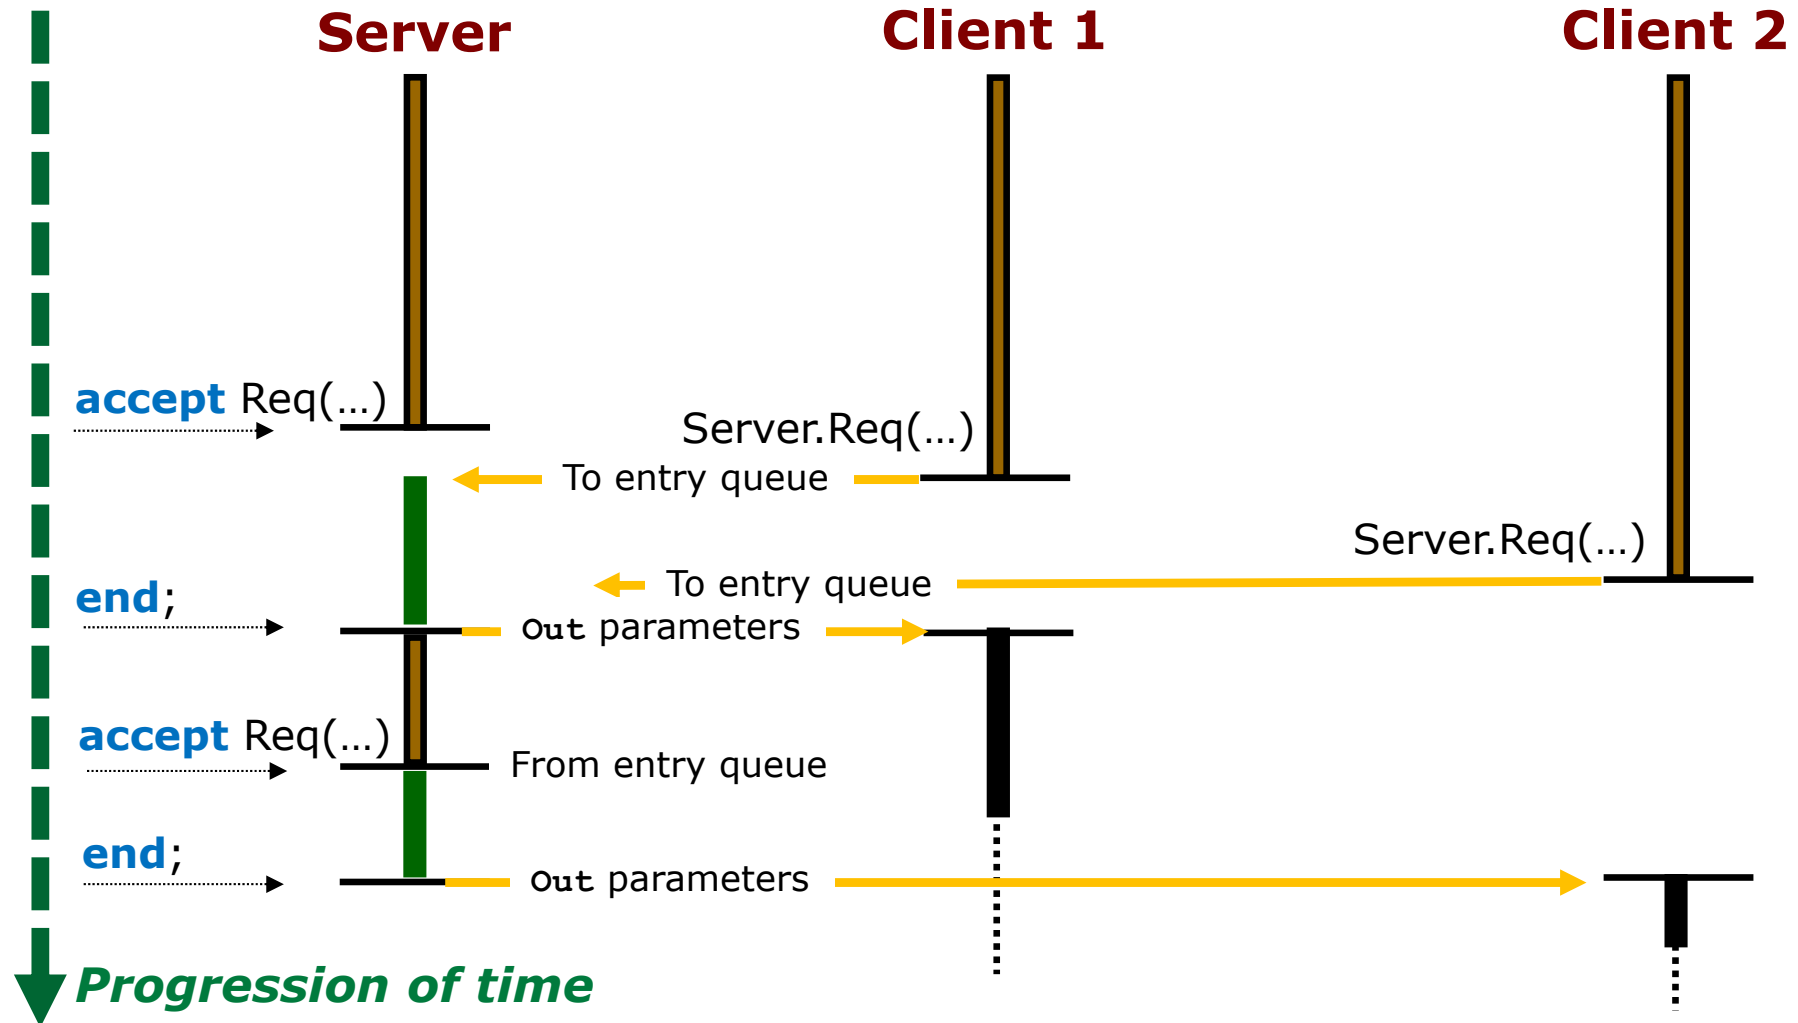 Server
Client 1
Client 2
accept Req(…)
Server.Req(…)
To entry queue
Server.Req(…)
To entry queue
end;
Out parameters
accept Req(…)
From entry queue
end;
Out parameters
Progression of time